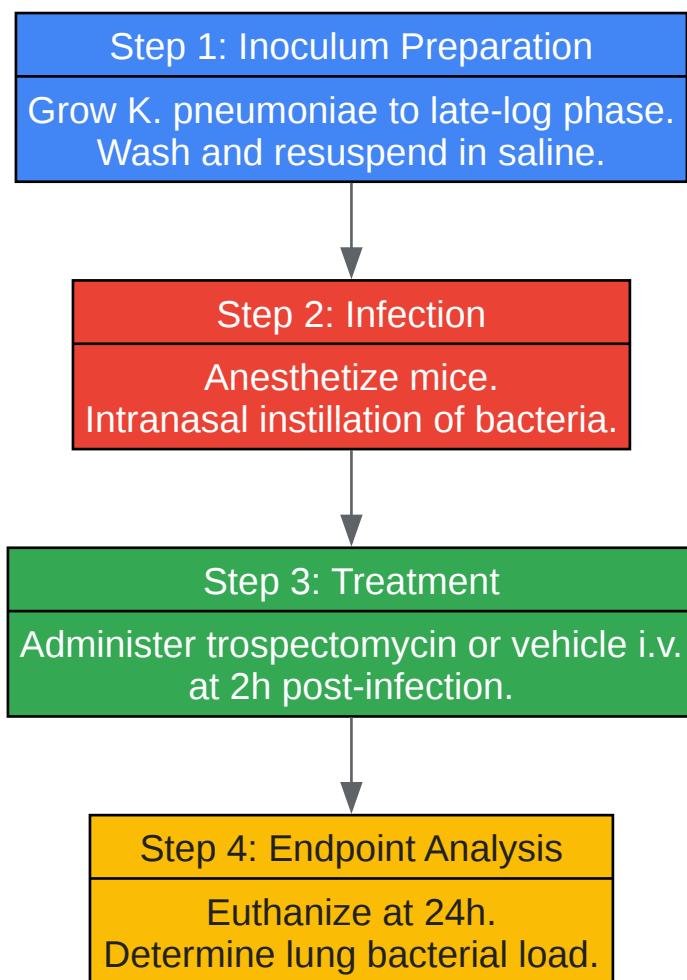 Step 1: Inoculum Preparation
Grow K. pneumoniae to late-log phase.
Wash and resuspend in saline.
Step 2: Infection
Anesthetize mice.
Intranasal instillation of bacteria.
Step 3: Treatment
Administer trospectomycin or vehicle i.v.
at 2h post-infection.
Step 4: Endpoint Analysis
Euthanize at 24h.
Determine lung bacterial load.